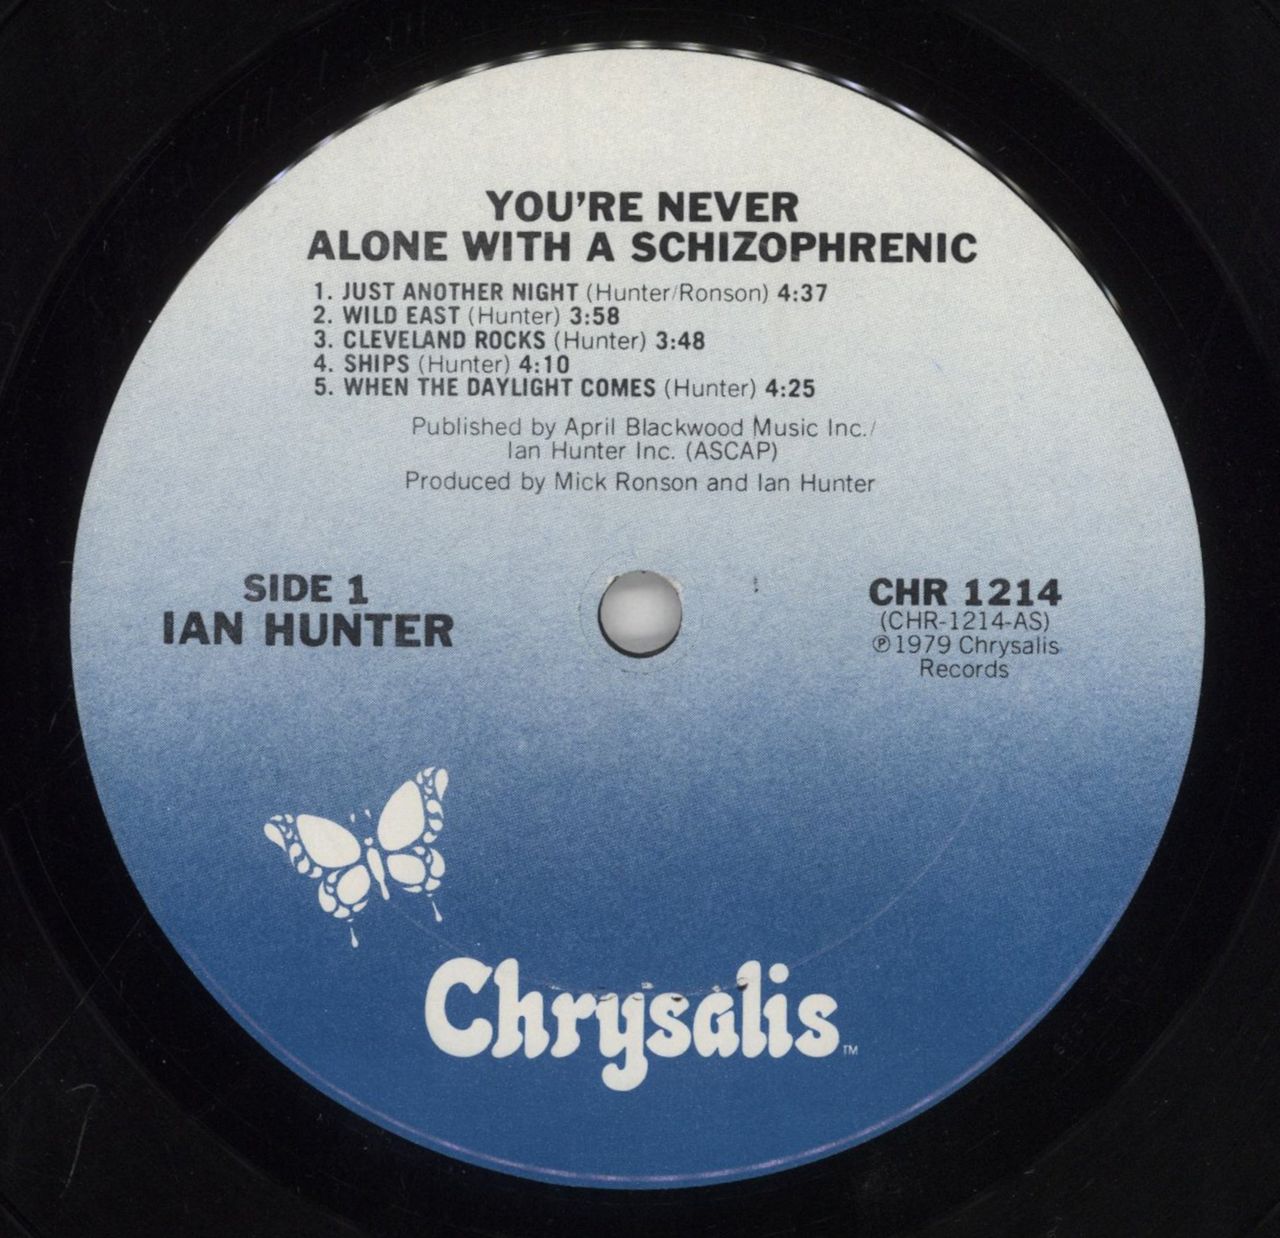 YOU'RE NEVER
ALONE WITH A SCHIZOPHRENIC
1. JUST ANOTHER NIGHT (Hunter/Ronson) 4:37
2. WILD EAST (Hunter) 3:58
3. CLEVELAND ROCKS (Hunter) 3:48
4. SHIPS (Hunter) 4:10
5. WHEN THE DAYLIGHT COMES (Hunter) 4:25
Published by April Blackwood Music Inc./
Ian Hunter Inc. (ASCAP)
Produced by Mick Ronson and Ian Hunter
SIDE 1
IAN HUNTER
CHR 1214
(CHR-1214-AS)
℗1979 Chrysalis
Records
Chrysalis™